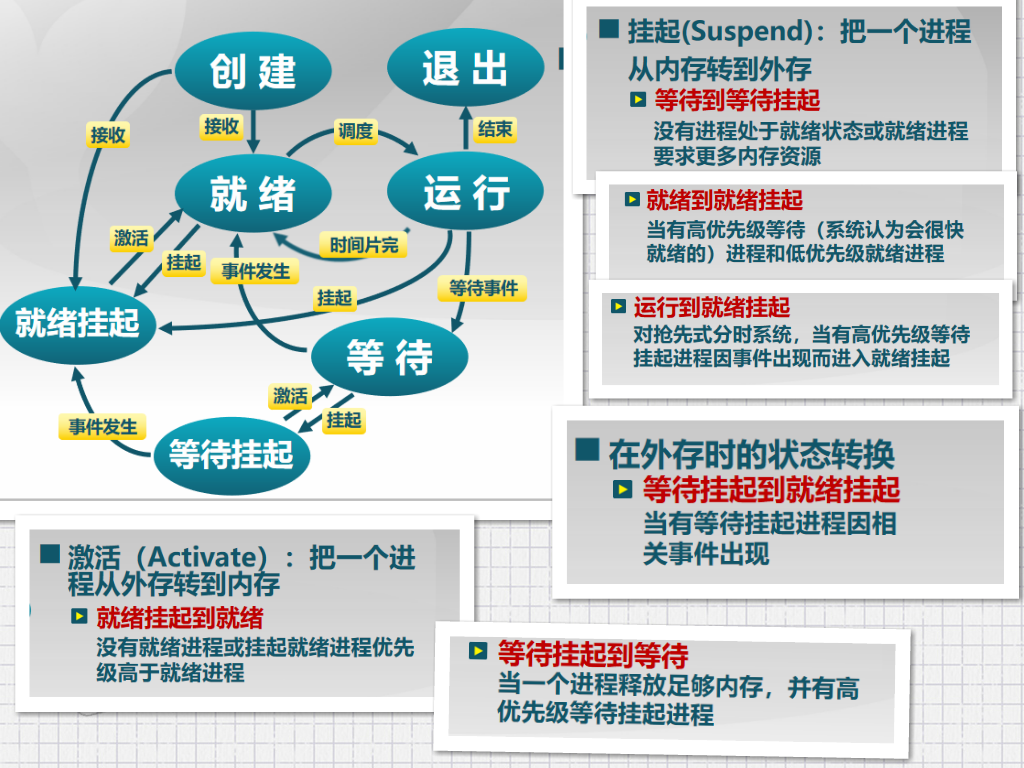 创建
退出
接收
接收
调度
结束
就绪
运行
激活
挂起
时间片完
事件发生
挂起
等待事件
就绪挂起
等待
激活
挂起
事件发生
等待挂起
挂起(Suspend)：把一个进程
从内存转到外存
等待到等待挂起
没有进程处于就绪状态或就绪进程
要求更多内存资源
就绪到就绪挂起
当有高优先级等待（系统认为会很快
就绪的）进程和低优先级就绪进程
运行到就绪挂起
对抢先式分时系统，当有高优先级等待
挂起进程因事件出现而进入就绪挂起
在外存时的状态转换
等待挂起到就绪挂起
当有等待挂起进程因相
关事件出现
激活（Activate）：把一个进
程从外存转到内存
就绪挂起到就绪
没有就绪进程或挂起就绪进程优先
级高于就绪进程
等待挂起到等待
当一个进程释放足够内存，并有高
优先级等待挂起进程